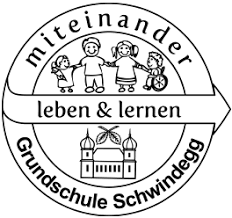 miteinander
leben & lernen
Grundschule Schwindegg